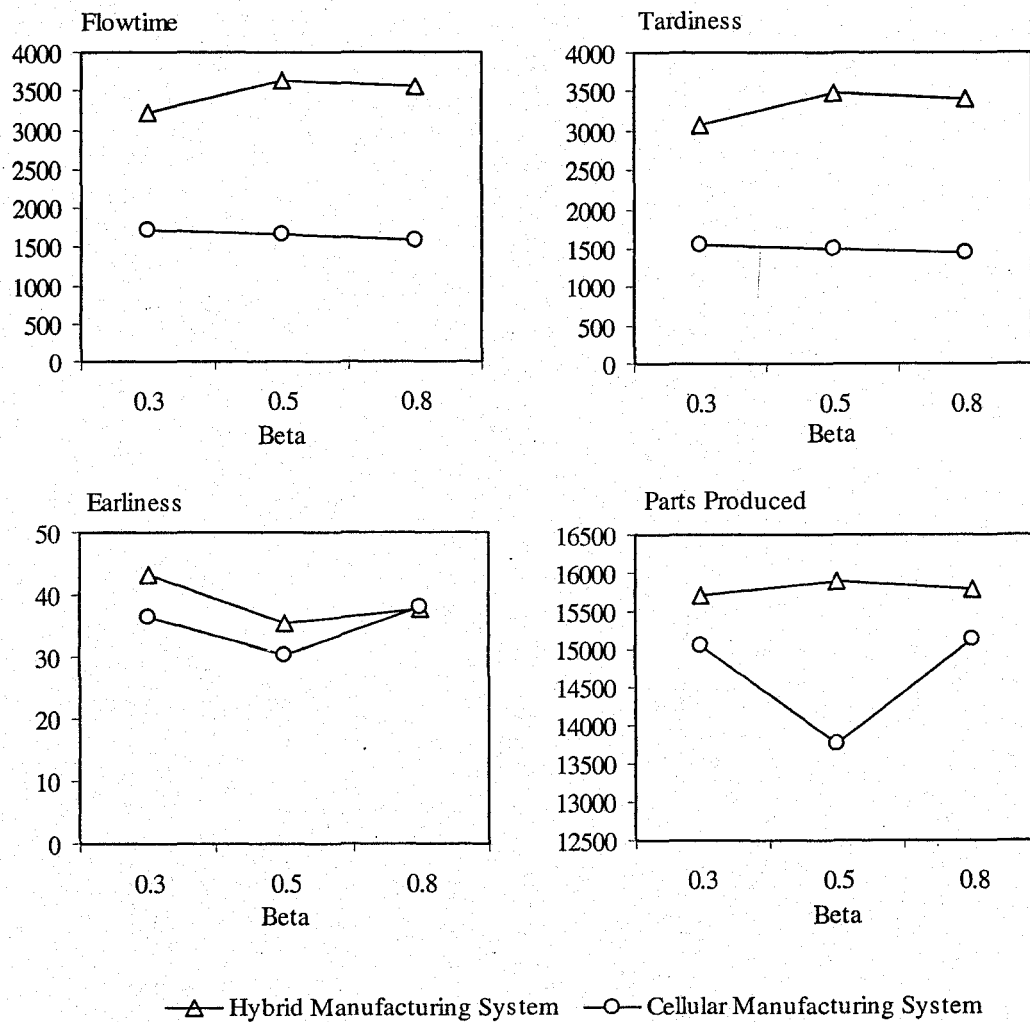 Flowtime
4000
3500
3000
2500
2000
1500
1000
500
0
0.3 0.5 0.8
Beta
Tardiness
4000
3500
3000
2500
2000
1500
1000
500
0
0.3 0.5 0.8
Beta
Earliness
50
40
30
20
10
0
0.3 0.5 0.8
Beta
Parts Produced
16500
16000
15500
15000
14500
14000
13500
13000
12500
0.3 0.5 0.8
Beta
Hybrid Manufacturing System Cellular Manufacturing System